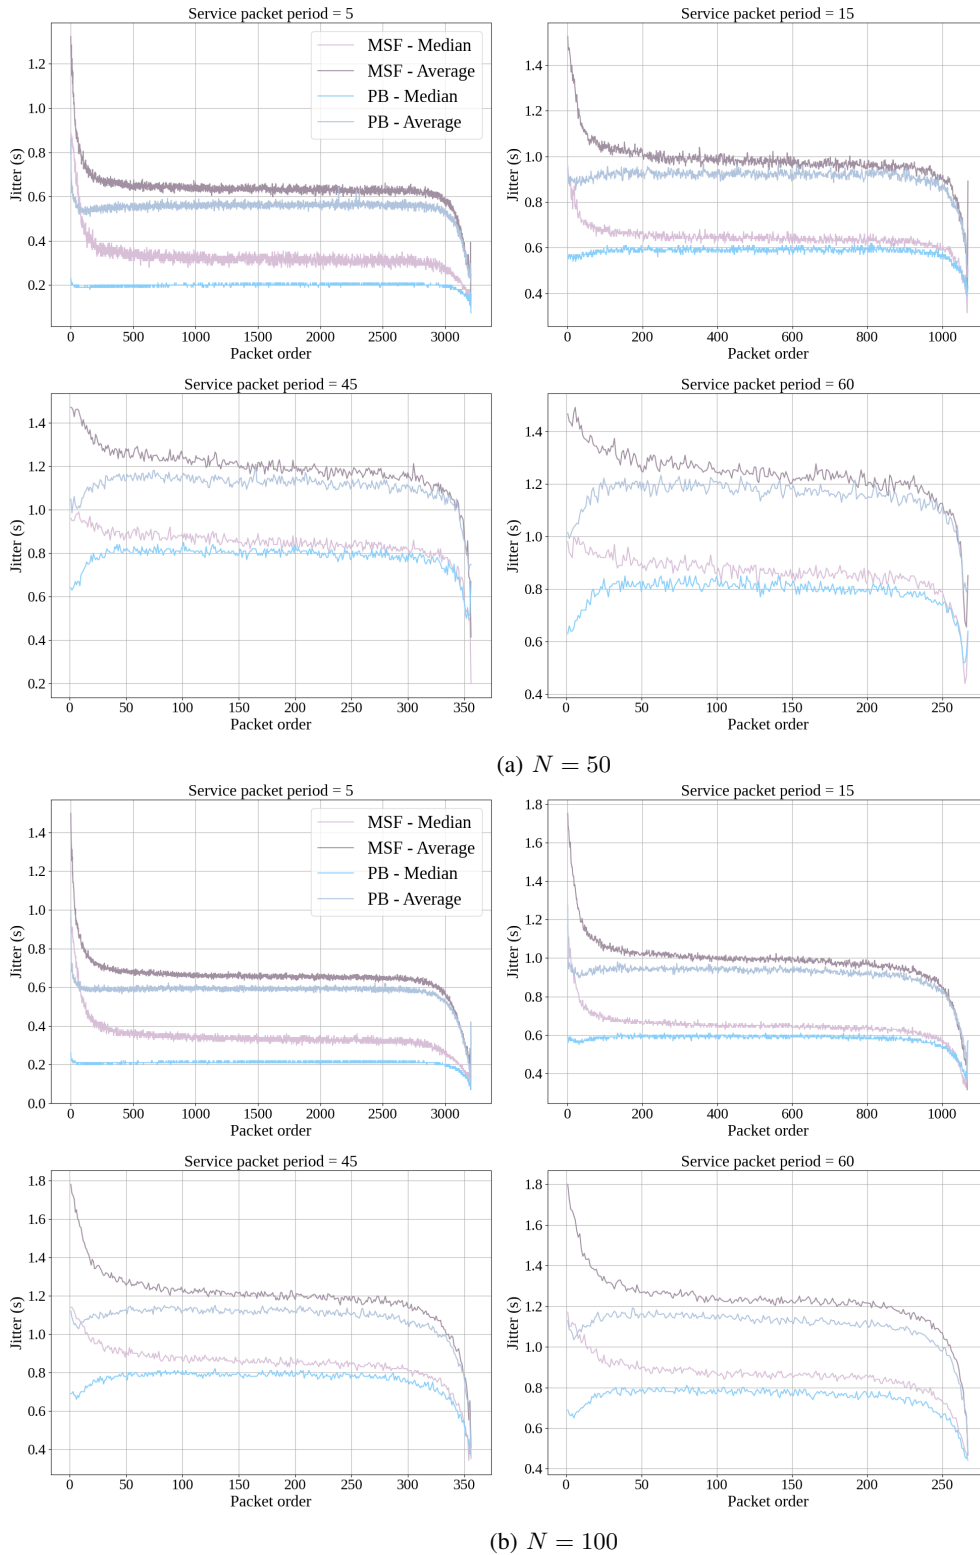 Service packet period = 5
1.2
1.0
0.8
0.6
0.4
0.2
Jitter (s)
MSF - Median
MSF - Average
PB - Median
PB - Average
0 500 1000 1500 2000 2500 3000
Packet order
Service packet period = 15
1.4
1.2
1.0
0.8
0.6
0.4
Jitter (s)
0 200 400 600 800 1000
Packet order
Service packet period = 45
1.4
1.2
1.0
0.8
0.6
0.4
0.2
Jitter (s)
0 50 100 150 200 250 300 350
Packet order
Service packet period = 60
1.4
1.2
1.0
0.8
0.6
0.4
Jitter (s)
0 50 100 150 200 250
Packet order
(a) N = 50
Service packet period = 5
1.4
1.2
1.0
0.8
0.6
0.4
0.2
0.0
Jitter (s)
MSF - Median
MSF - Average
PB - Median
PB - Average
0 500 1000 1500 2000 2500 3000
Packet order
Service packet period = 15
1.8
1.6
1.4
1.2
1.0
0.8
0.6
0.4
Jitter (s)
0 200 400 600 800 1000
Packet order
Service packet period = 45
1.8
1.6
1.4
1.2
1.0
0.8
0.6
0.4
Jitter (s)
0 50 100 150 200 250 300 350
Packet order
Service packet period = 60
1.8
1.6
1.4
1.2
1.0
0.8
0.6
0.4
Jitter (s)
0 50 100 150 200 250
Packet order
(b) N = 100